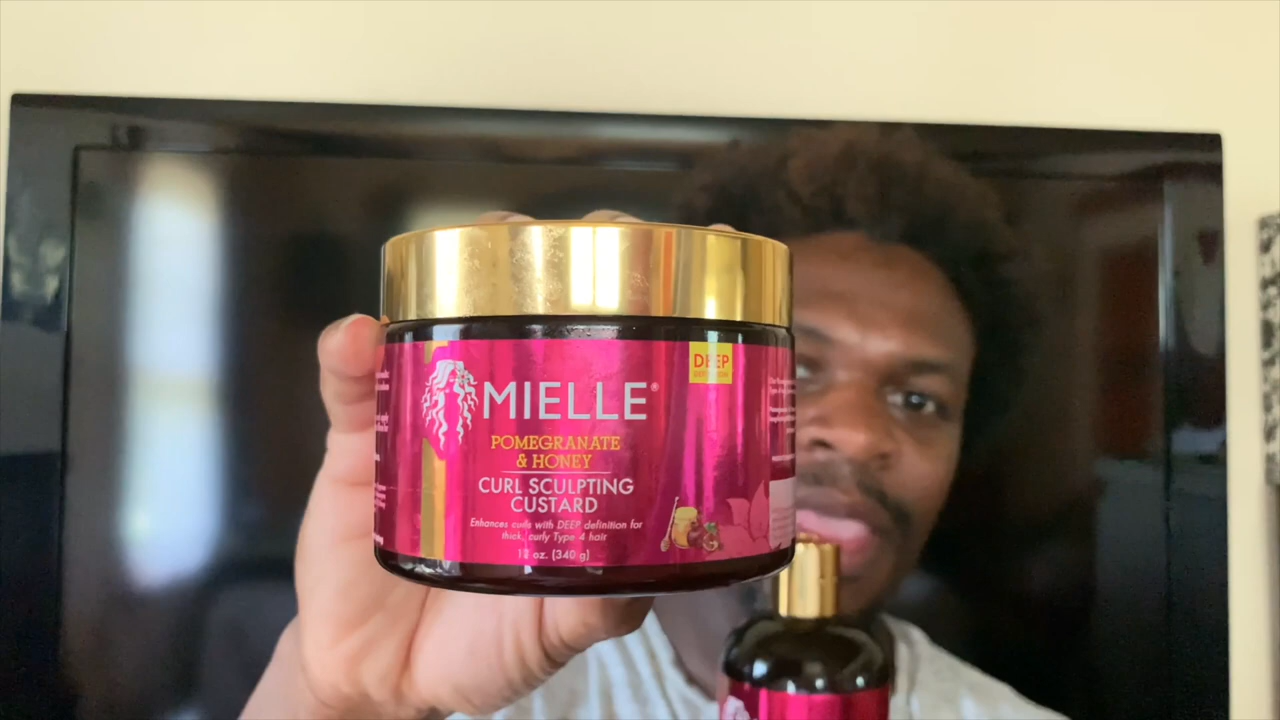 DEEP
MIELLE®
POMEGRANATE
& HONEY
CURL SCULPTING
CUSTARD
Enhances curls with DEEP definition for
thick, curly Type 4 hair
12 oz. (340 g)